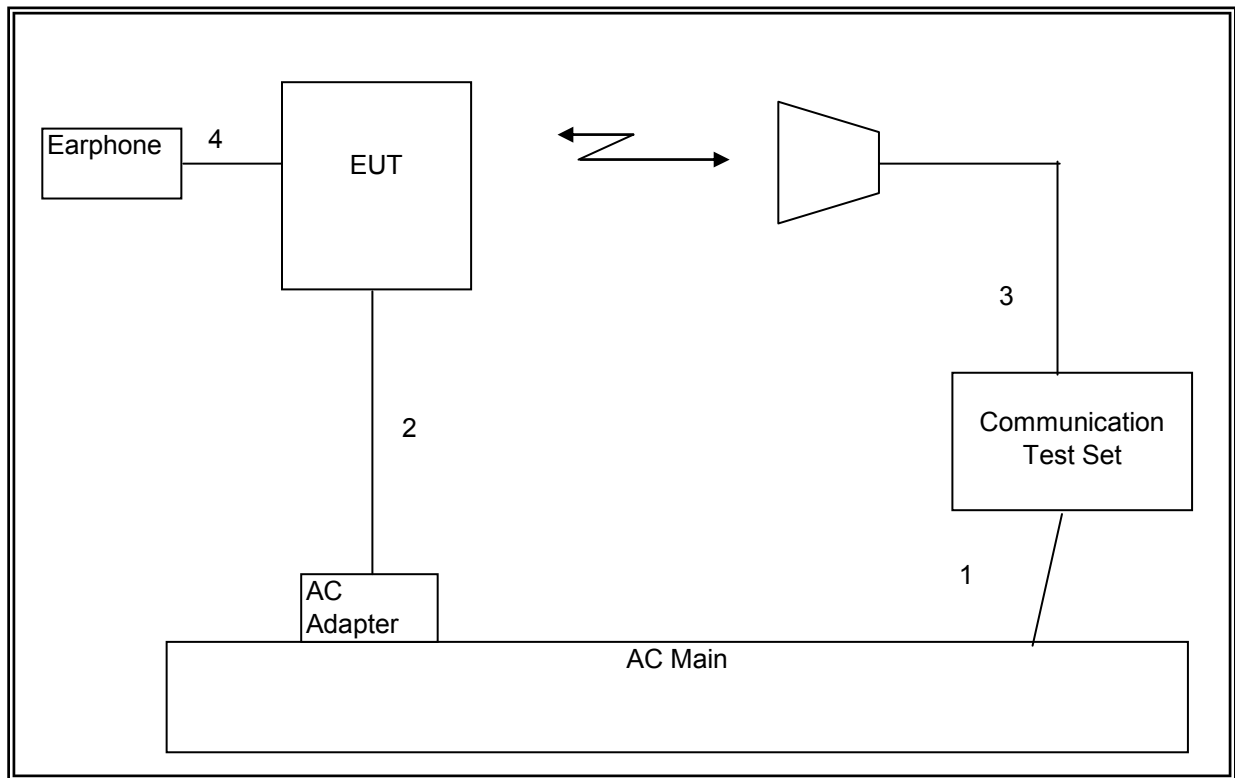 Earphone
4
EUT
3
2
Communication
Test Set
1
AC
Adapter
AC Main